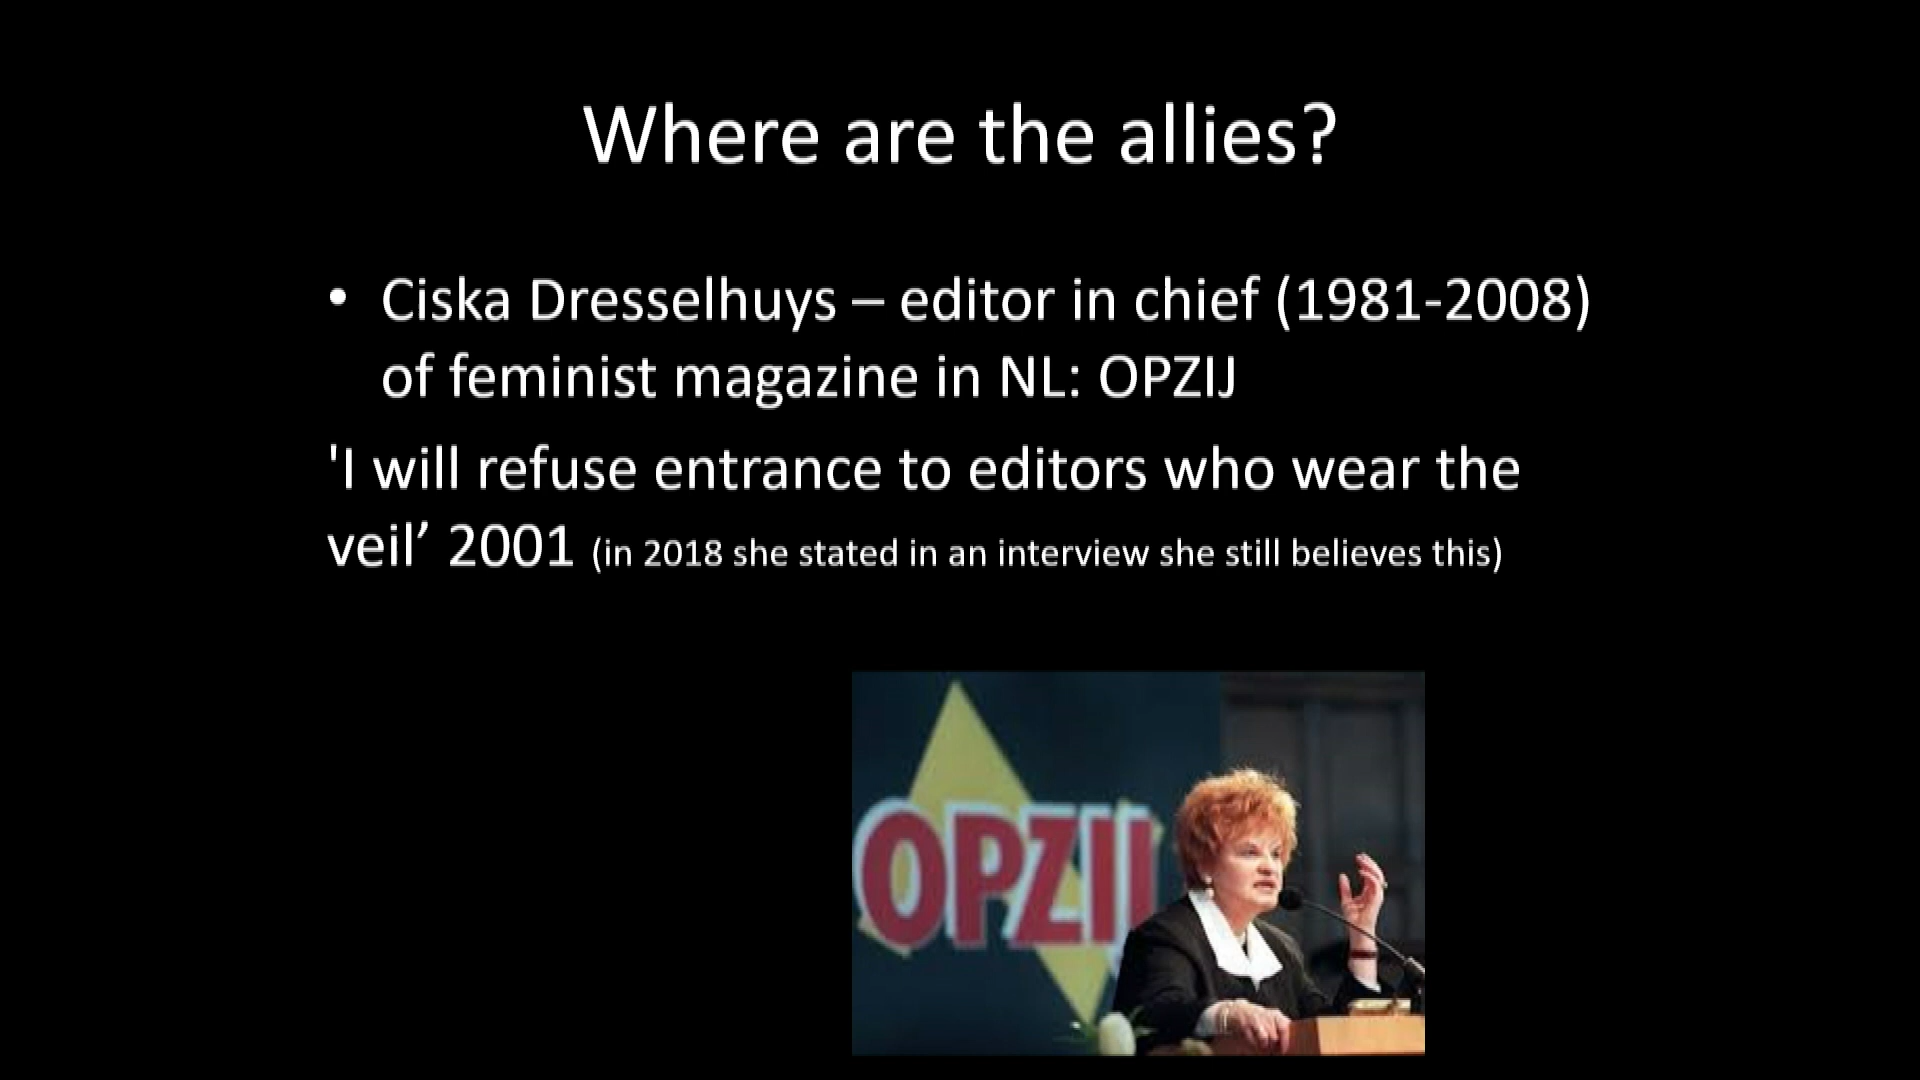 Where are the allies?
• Ciska Dresselhuys – editor in chief (1981-2008)
of feminist magazine in NL: OPZIJ
'I will refuse entrance to editors who wear the
veil’ 2001 (in 2018 she stated in an interview she still believes this)
OPZIJ